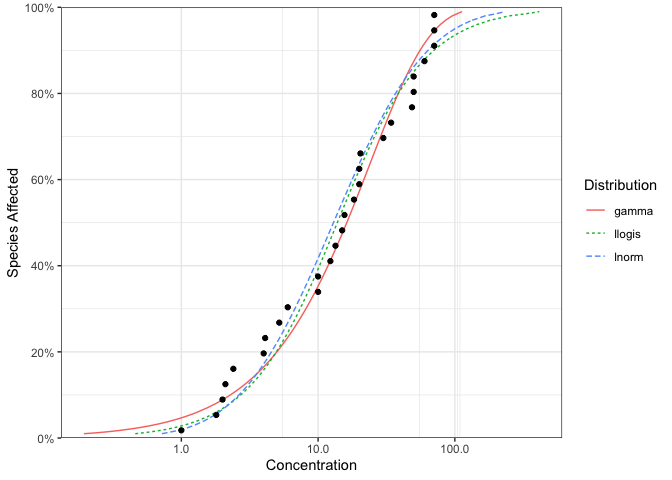 100%
80%
60%
40%
20%
0%
Species Affected
1.0
10.0
100.0
Concentration
Distribution
gamma
llogis
lnorm